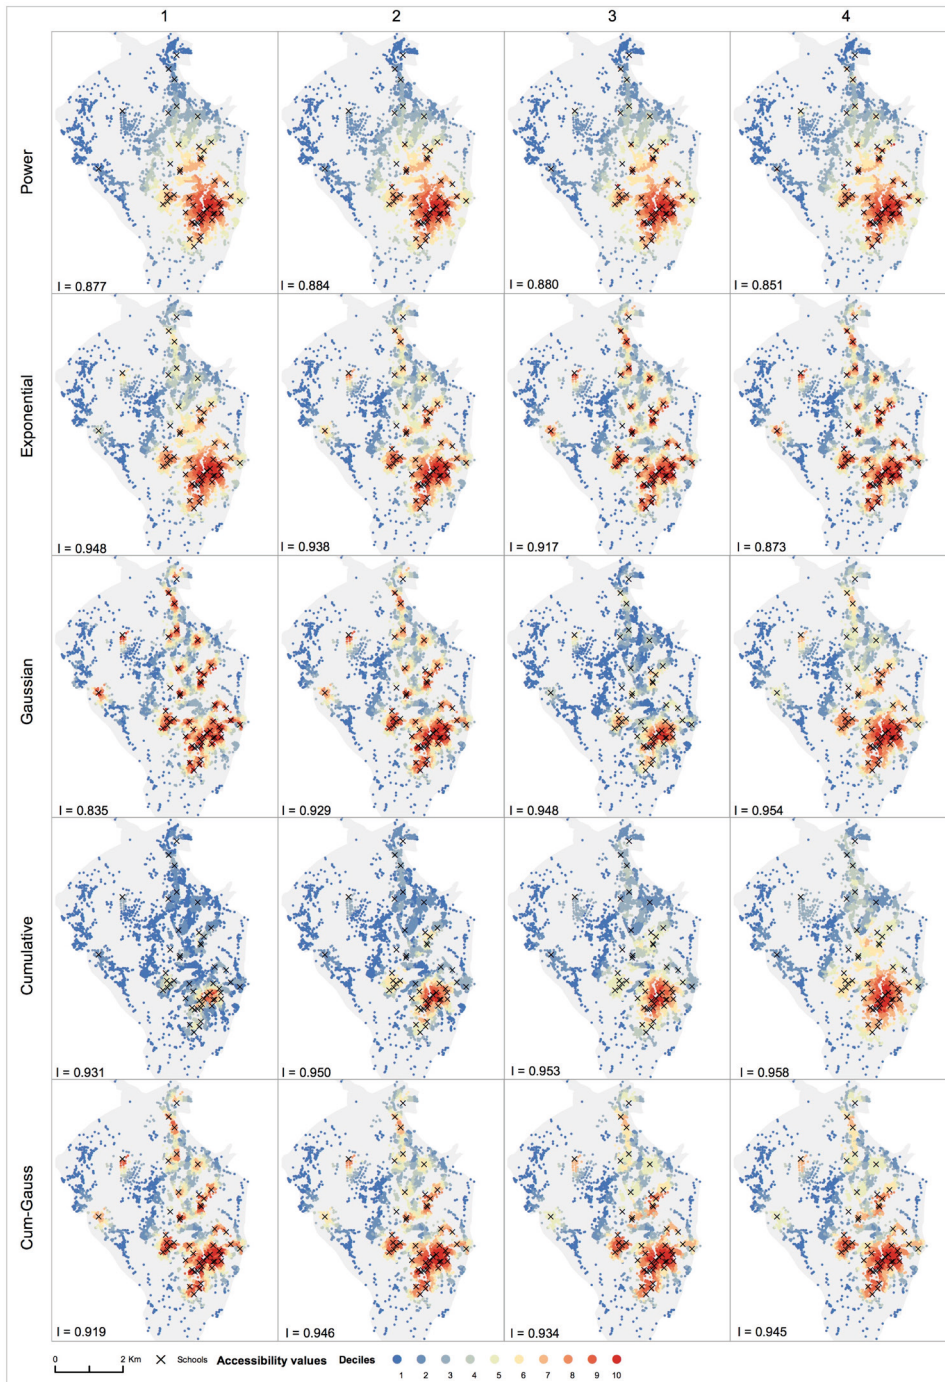 1 2 3 4
Power
I = 0.877 I = 0.884 I = 0.880 I = 0.851
Exponential
I = 0.948 I = 0.938 I = 0.917 I = 0.873
Gaussian
I = 0.835 I = 0.929 I = 0.948 I = 0.954
Cumulative
I = 0.931 I = 0.950 I = 0.953 I = 0.958
Cum-Gauss
I = 0.919 I = 0.946 I = 0.934 I = 0.945
0 2 Km Schools Accessibility values Deciles
1 2 3 4 5 6 7 8 9 10